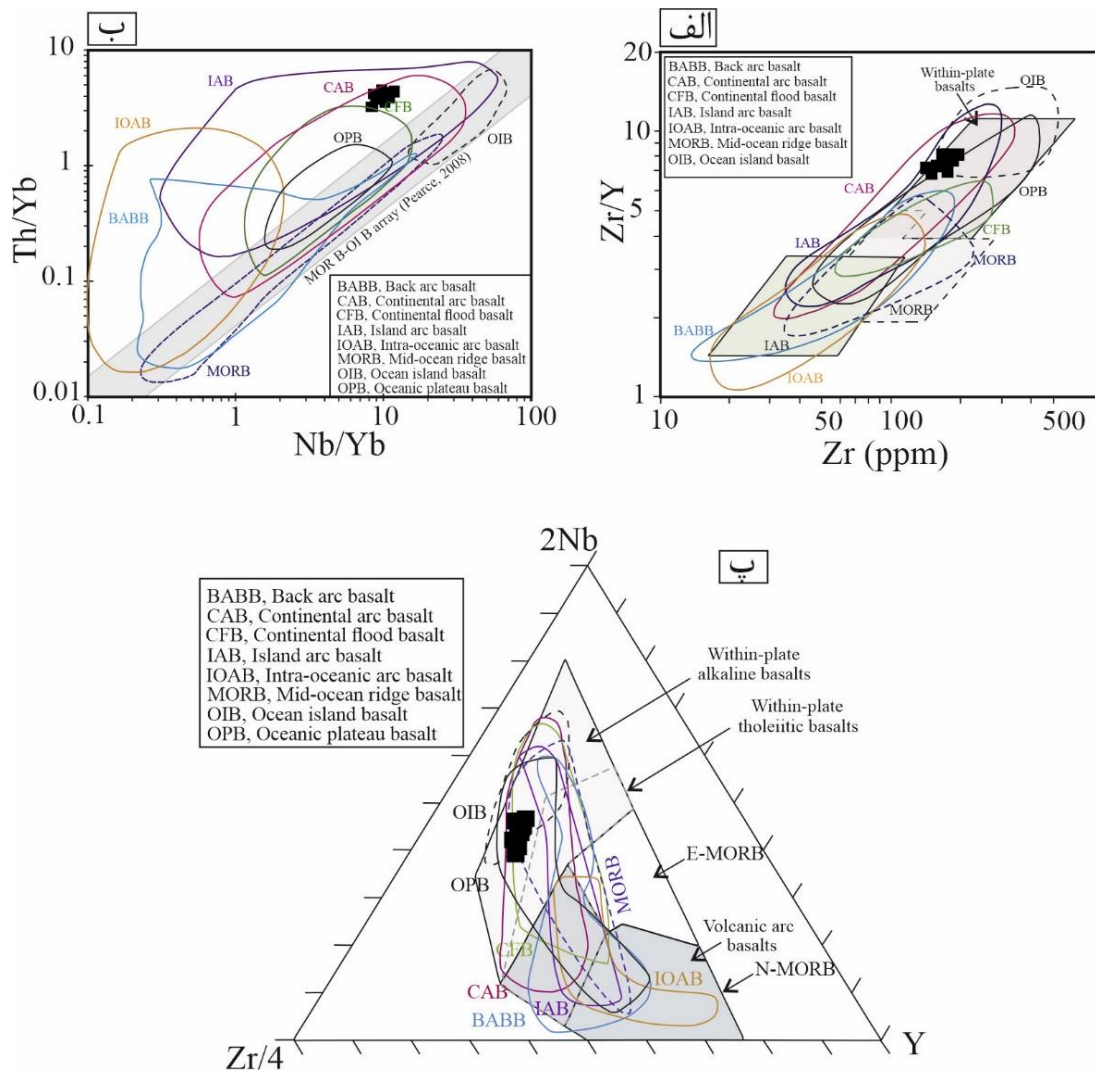 ب
10
1
0.1
0.01
Th/Yb
0.1
1
10
100
Nb/Yb
IAB
CAB
CFB
IOAB
OPB
OIB
BABB
MORB
MOR B-OI B array (Pearce, 2008)
BABB, Back arc basalt
CAB, Continental arc basalt
CFB, Continental flood basalt
IAB, Island arc basalt
IOAB, Intra-oceanic arc basalt
MORB, Mid-ocean ridge basalt
OIB, Ocean island basalt
OPB, Oceanic plateau basalt
الف
20
10
5
1
Zr/Y
10
50
100
500
Zr (ppm)
BABB, Back arc basalt
CAB, Continental arc basalt
CFB, Continental flood basalt
IAB, Island arc basalt
IOAB, Intra-oceanic arc basalt
MORB, Mid-ocean ridge basalt
OIB, Ocean island basalt
Within-plate
basalts
OIB
CAB
OPB
IAB
CFB
MORB
MORB
BABB
IAB
IOAB
پ
2Nb
BABB, Back arc basalt
CAB, Continental arc basalt
CFB, Continental flood basalt
IAB, Island arc basalt
IOAB, Intra-oceanic arc basalt
MORB, Mid-ocean ridge basalt
OIB, Ocean island basalt
OPB, Oceanic plateau basalt
Within-plate
alkaline basalts
Within-plate
tholeiitic basalts
OIB
E-MORB
OPB
MORB
Volcanic arc
basalts
CFB
N-MORB
IOAB
CAB
IAB
BABB
Zr/4
Y